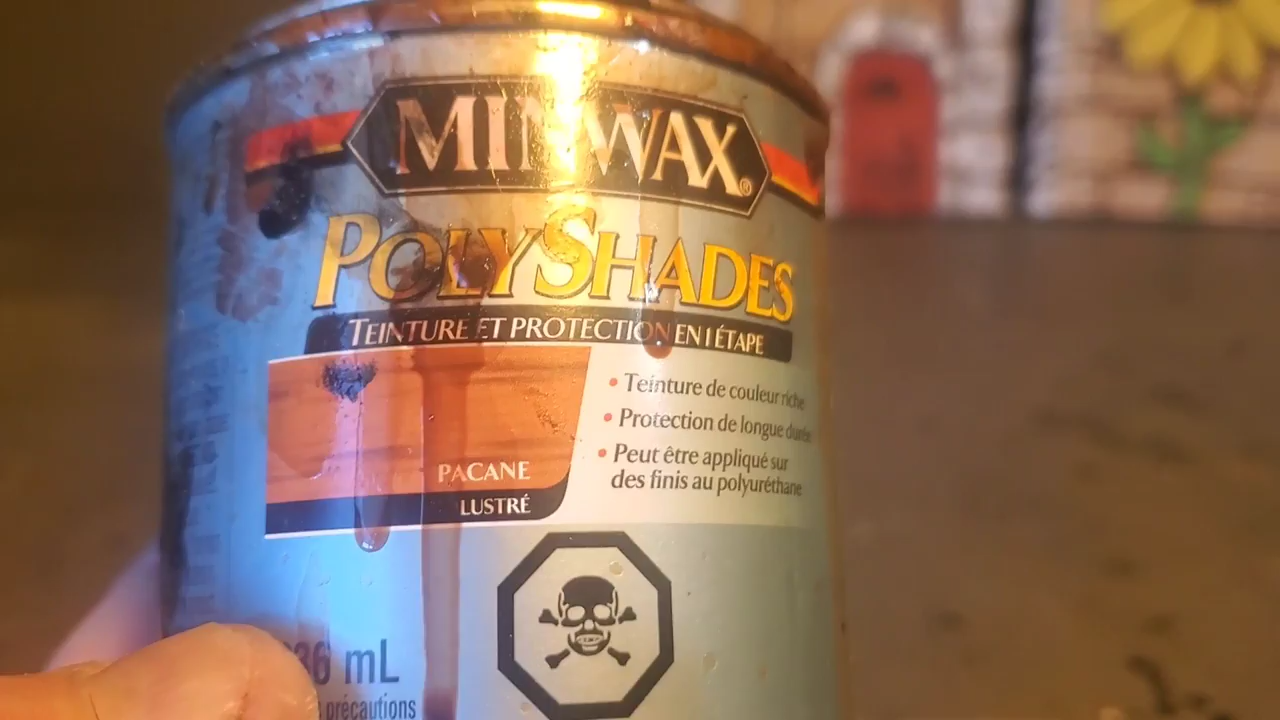 MINWAX®
POLYSHADES
TEINTURE ET PROTECTION EN 1 ÉTAPE
• Teinture de couleur riche
• Protection de longue durée
• Peut être appliqué sur
des finis au polyuréthane
PACANE
LUSTRÉ
36 mL
précautions